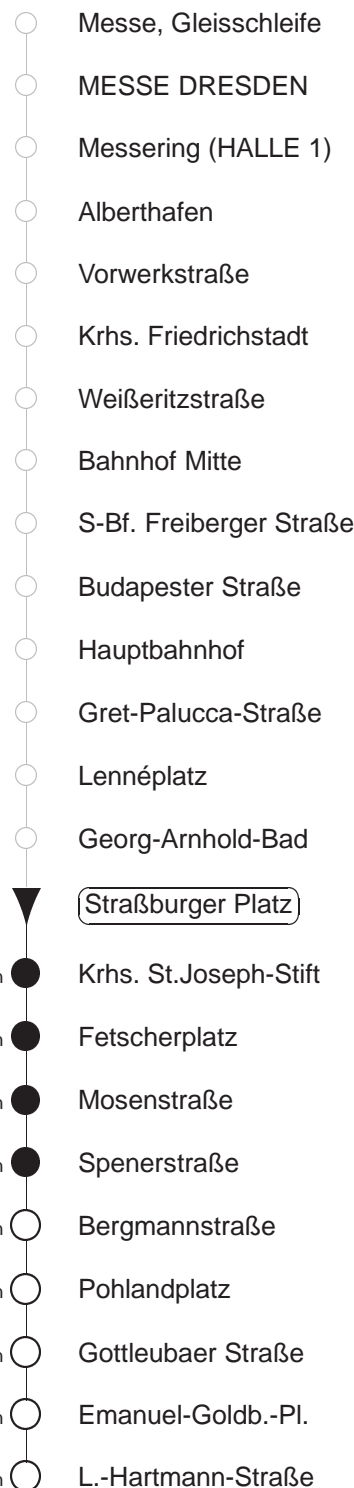 Messe, Gleisschleife
MESSE DRESDEN
Messering (HALLE 1)
Alberthafen
Vorwerkstraße
Krhs. Friedrichstadt
Weißeritzstraße
Bahnhof Mitte
S-Bf. Freiberger Straße
Budapester Straße
Hauptbahnhof
Gret-Palucca-Straße
Lennéplatz
Georg-Arnhold-Bad
Straßburger Platz
Krhs. St.Joseph-Stift
Fetscherplatz
Mosenstraße
Spenerstraße
Bergmannstraße
Pohlandplatz
Gottleubaer Straße
Emanuel-Goldb.-Pl.
L.-Hartmann-Straße